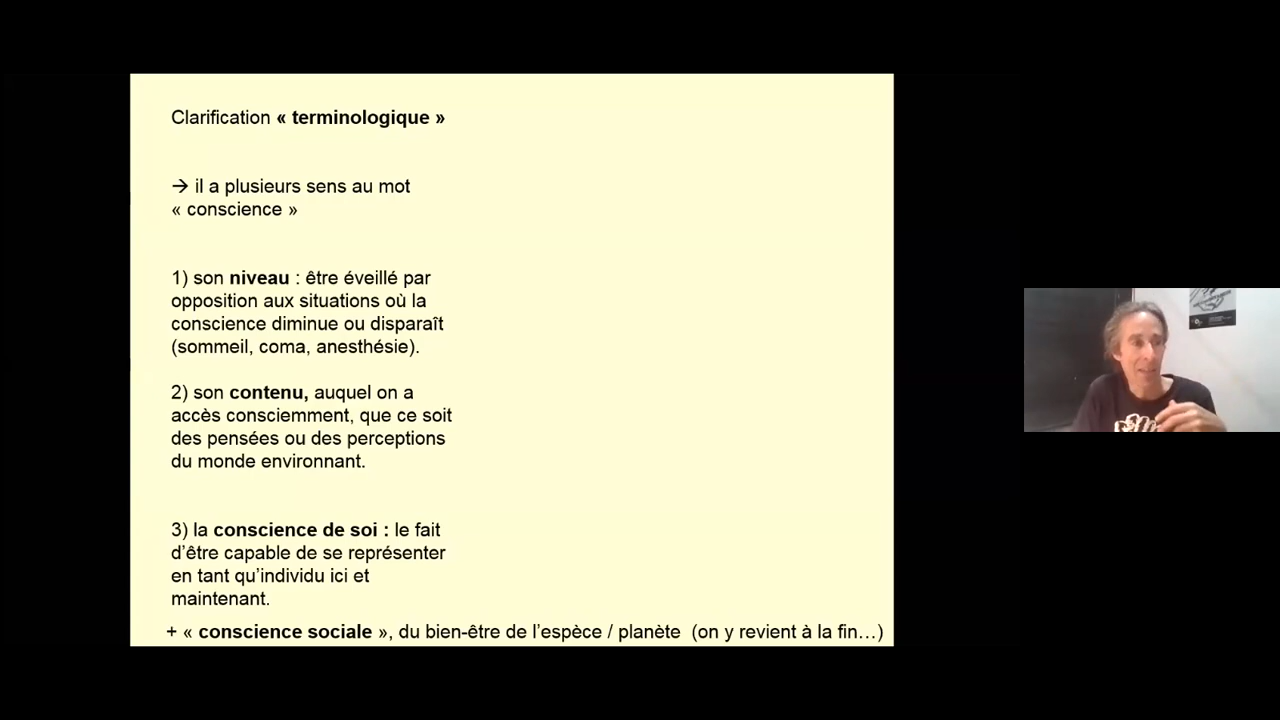 Clarification « terminologique »
→ il a plusieurs sens au mot
« conscience »
1) son niveau : être éveillé par
opposition aux situations où la
conscience diminue ou disparaît
(sommeil, coma, anesthésie).
2) son contenu, auquel on a
accès consciemment, que ce soit
des pensées ou des perceptions
du monde environnant.
3) la conscience de soi : le fait
d’être capable de se représenter
en tant qu’individu ici et
maintenant.
+ « conscience sociale », du bien-être de l’espèce / planète (on y revient à la fin…)